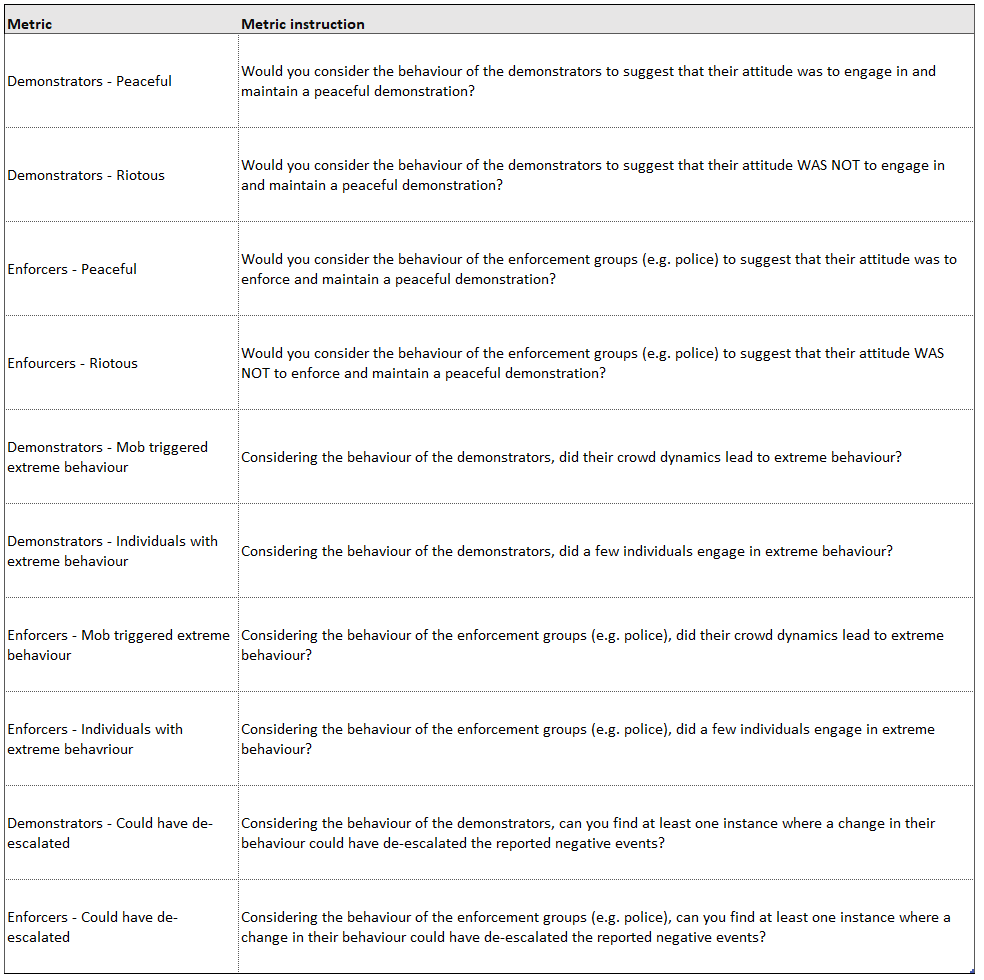 Metric Metric instruction
Demonstrators - Peaceful
Would you consider the behaviour of the demonstrators to suggest that their attitude was to engage in and
maintain a peaceful demonstration?
Demonstrators - Riotous
Would you consider the behaviour of the demonstrators to suggest that their attitude WAS NOT to engage in
and maintain a peaceful demonstration?
Enforcers - Peaceful
Would you consider the behaviour of the enforcement groups (e.g. police) to suggest that their attitude was to
enforce and maintain a peaceful demonstration?
Enfourcers - Riotous
Would you consider the behaviour of the enforcement groups (e.g. police) to suggest that their attitude WAS
NOT to enforce and maintain a peaceful demonstration?
Demonstrators - Mob triggered
extreme behaviour
Considering the behaviour of the demonstrators, did their crowd dynamics lead to extreme behaviour?
Demonstrators - Individuals with
extreme behaviour
Considering the behaviour of the demonstrators, did a few individuals engage in extreme behaviour?
Enforcers - Mob triggered extreme
behaviour
Considering the behaviour of the enforcement groups (e.g. police), did their crowd dynamics lead to extreme
behaviour?
Enforcers - Individuals with
extreme behavriour
Considering the behaviour of the enforcement groups (e.g. police), did a few individuals engage in extreme
behaviour?
Demonstrators - Could have de-
escalated
Considering the behaviour of the demonstrators, can you find at least one instance where a change in their
behaviour could have de-escalated the reported negative events?
Enforcers - Could have de-
escalated
Considering the behaviour of the enforcement groups (e.g. police), can you find at least one instance where a
change in their behaviour could have de-escalated the reported negative events?